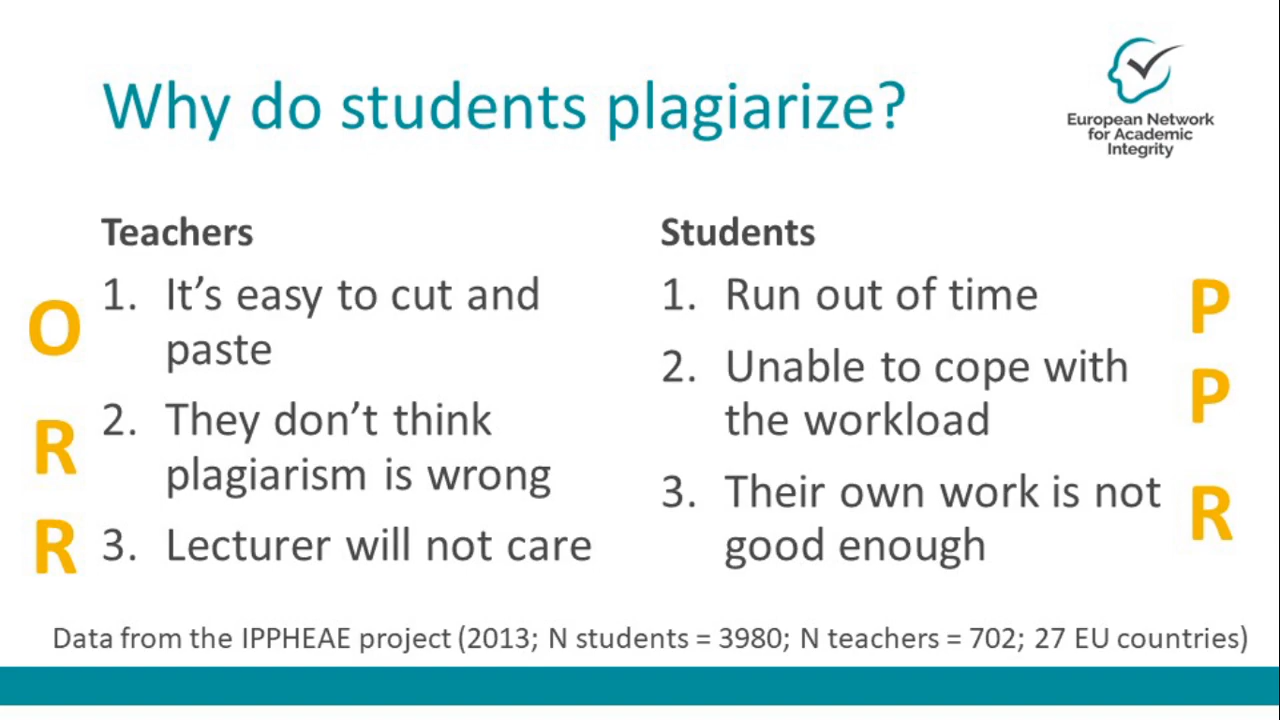 Why do students plagiarize?
European Network
for Academic
Integrity
Teachers
O
1. It's easy to cut and
paste
R
2. They don't think
plagiarism is wrong
R
3. Lecturer will not care
Students
1. Run out of time
P
2. Unable to cope with
the workload
P
3. Their own work is not
good enough
R
Data from the IPPHEAE project (2013; N students = 3980; N teachers = 702; 27 EU countries)